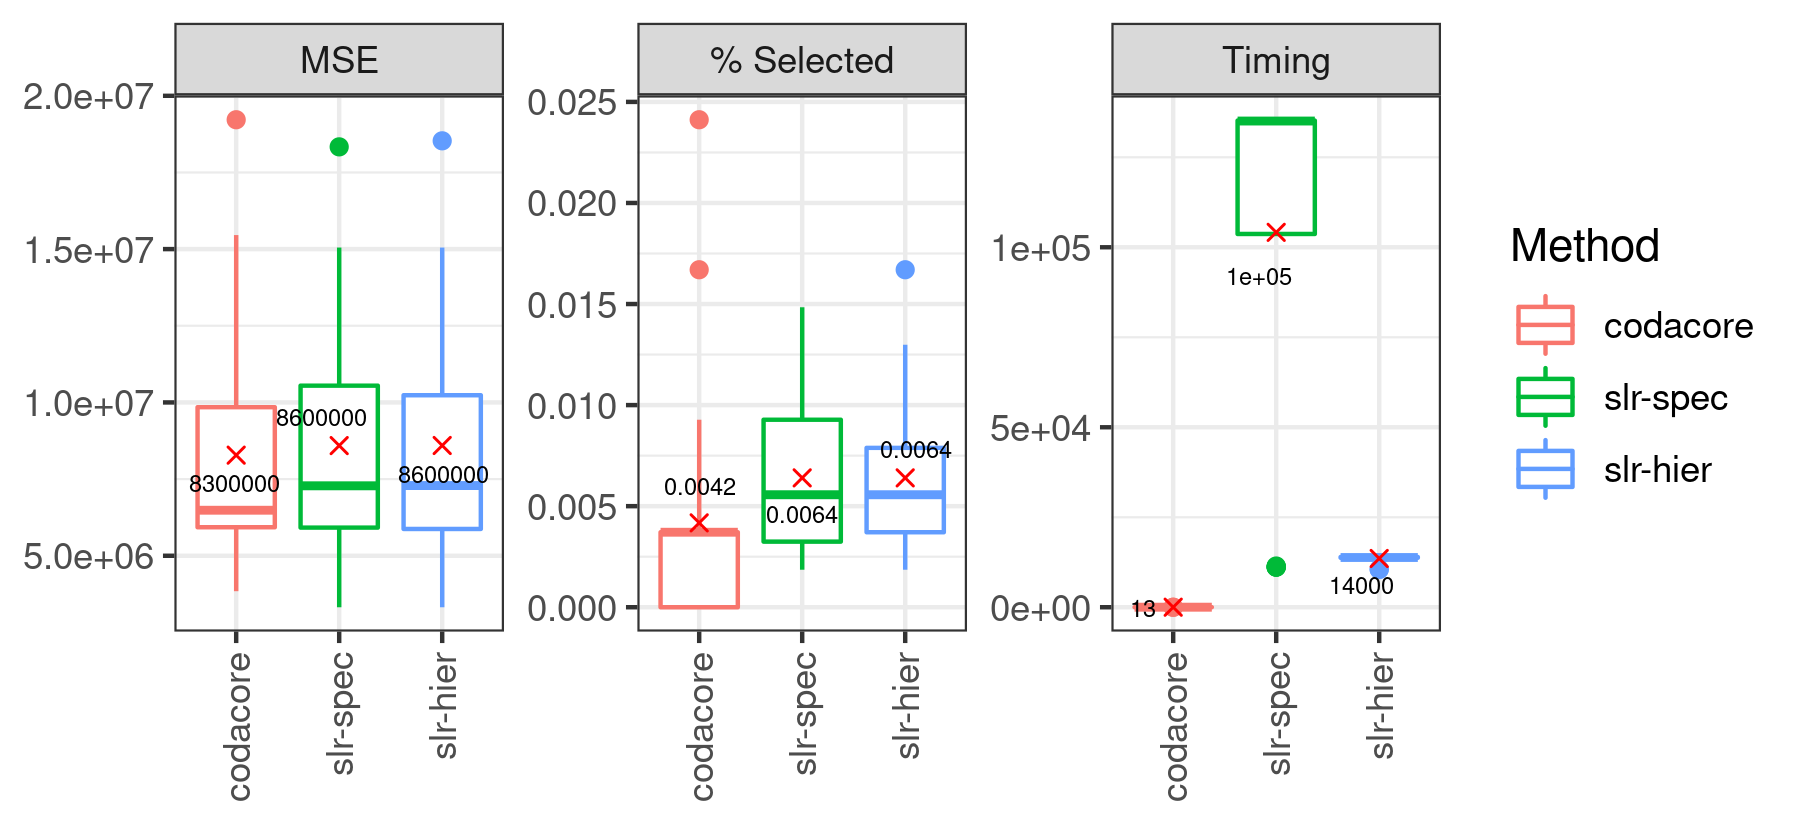 MSE
% Selected
Timing
2.0e+07
1.5e+07
1.0e+07
5.0e+06
8300000
8600000
8600000
codacore
slr-spec
slr-hier
0.025
0.020
0.015
0.010
0.005
0.000
0.0042
0.0064
0.0064
codacore
slr-spec
slr-hier
1e+05
5e+04
0e+00
13
1e+05
14000
codacore
slr-spec
slr-hier
Method
codacore
slr-spec
slr-hier